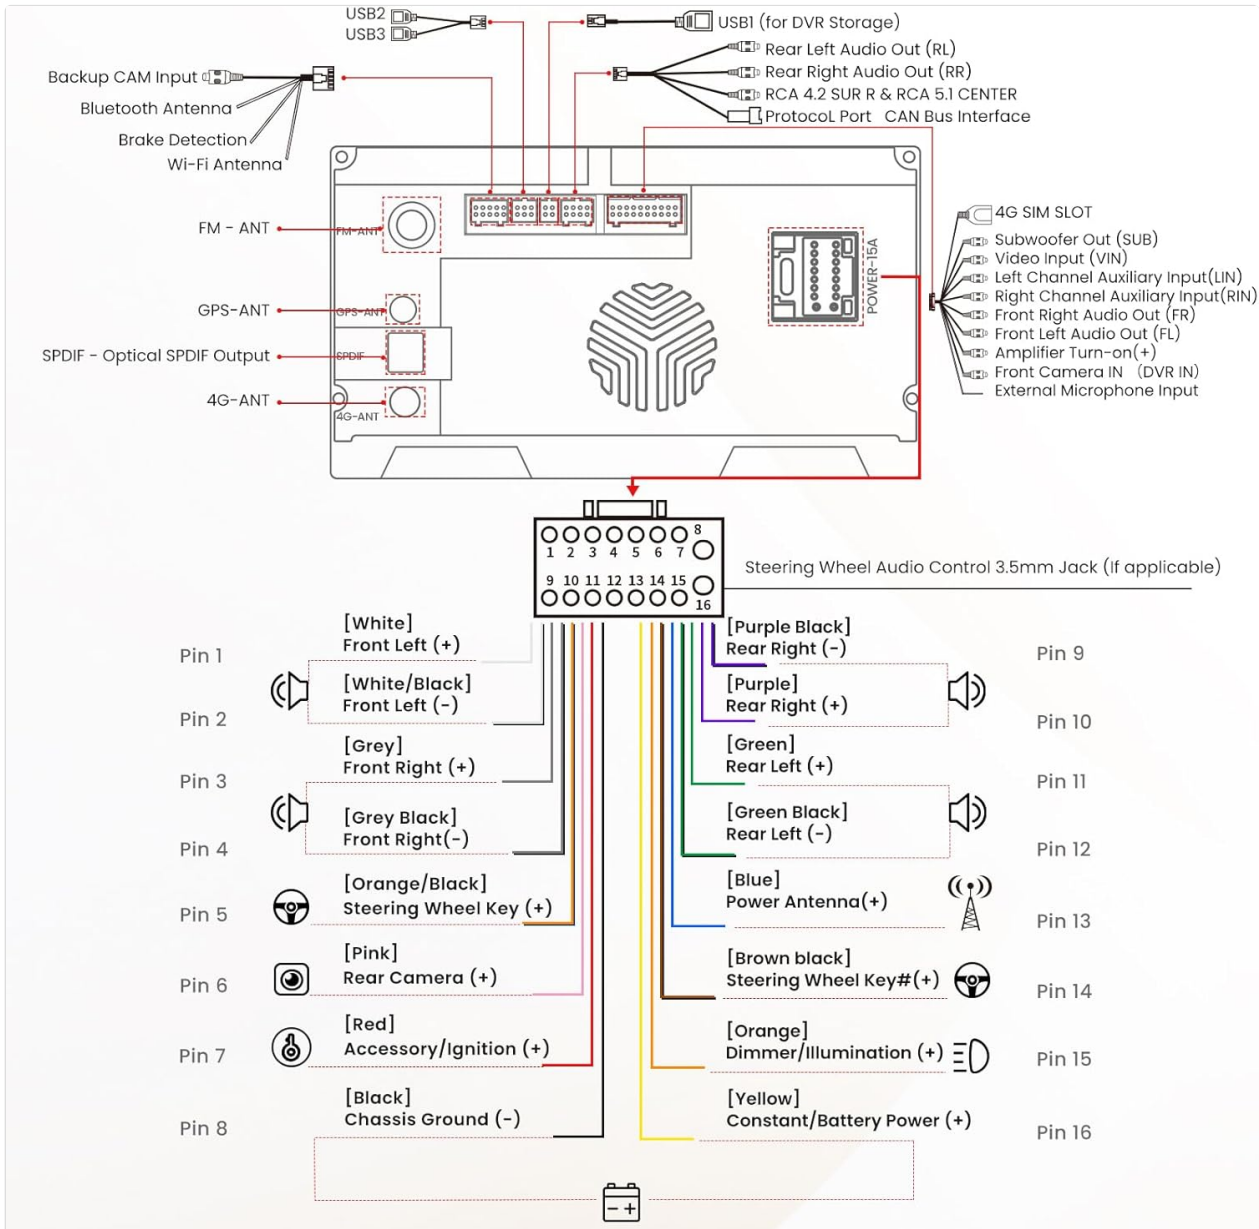 USB2
USB3
USB1 (for DVR Storage)
Rear Left Audio Out (RL)
Rear Right Audio Out (RR)
RCA 4.2 SUR R & RCA 5.1 CENTER
ProtocoL Port CAN Bus Interface
Backup CAM Input
Bluetooth Antenna
Brake Detection
Wi-Fi Antenna
FM - ANT
FM-ANT
GPS-ANT
GPS-ANT
SPDIF - Optical SPDIF Output
SPDIF
4G-ANT
4G-ANT
POWER-15A
4G SIM SLOT
Subwoofer Out (SUB)
Video Input (VIN)
Left Channel Auxiliary Input(LIN)
Right Channel Auxiliary Input(RIN)
Front Right Audio Out (FR)
Front Left Audio Out (FL)
Amplifier Turn-on(+)
Front Camera IN (DVR IN)
External Microphone Input
8
1 2 3 4 5 6 7
9 10 11 12 13 14 15
16
Steering Wheel Audio Control 3.5mm Jack (If applicable)
Pin 1
[White]
Front Left (+)
Pin 2
[White/Black]
Front Left (-)
Pin 3
[Grey]
Front Right (+)
Pin 4
[Grey Black]
Front Right(-)
Pin 5
[Orange/Black]
Steering Wheel Key (+)
Pin 6
[Pink]
Rear Camera (+)
Pin 7
[Red]
Accessory/Ignition (+)
Pin 8
[Black]
Chassis Ground (-)
[Purple Black]
Rear Right (-)
Pin 9
[Purple]
Rear Right (+)
Pin 10
[Green]
Rear Left (+)
Pin 11
[Green Black]
Rear Left (-)
Pin 12
[Blue]
Power Antenna(+)
Pin 13
[Brown black]
Steering Wheel Key#(+)
Pin 14
[Orange]
Dimmer/Illumination (+)
Pin 15
[Yellow]
Constant/Battery Power (+)
Pin 16
- +